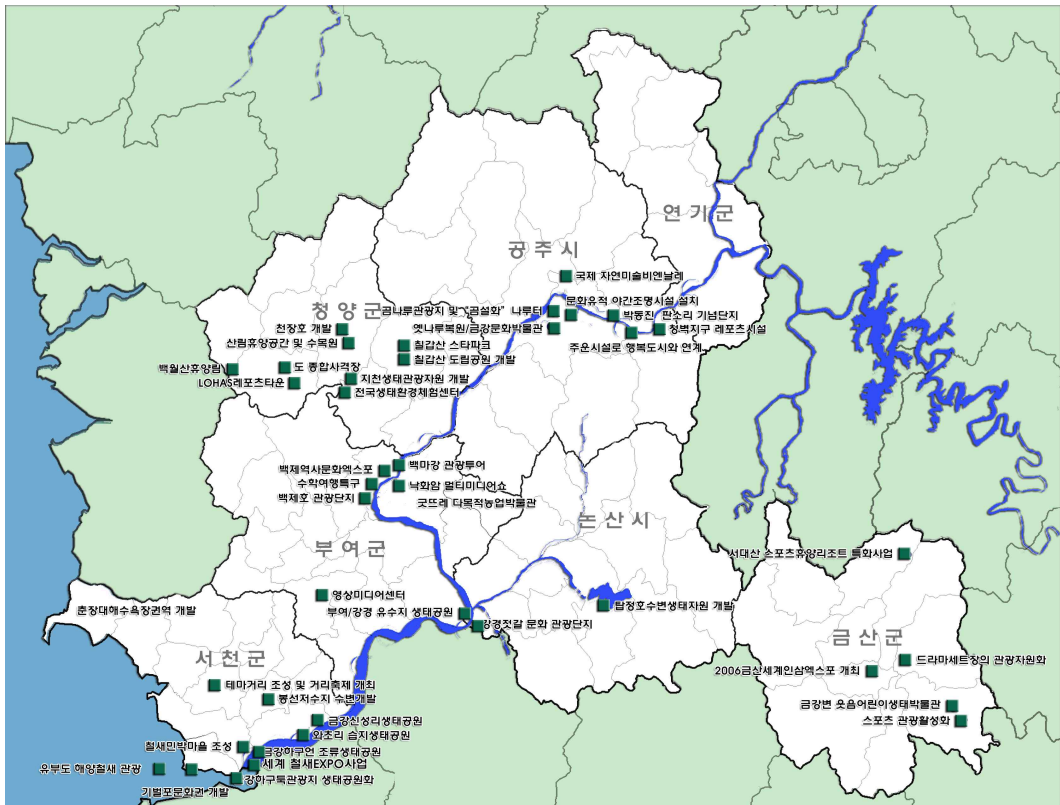 연기군
공주시
국제 자연미술비엔날레
청양군
곰나루관광지 및 "곰설화" 나루터
문화유적 야간조명시설 설치
박동진 판소리 기념단지
천장호 개발
옛나루복원/금강문화박물관
청벽지구 레포츠시설
산림휴양공간 및 수목원
칠갑산 스타파크
주운시설로 행복도시와 연계
칠갑산 도립공원 개발
백월산휴양림
도 종합사격장
지천생태관광자원 개발
LOHAS레포츠타운
전국생태환경체험센터
백제역사문화엑스포
백마강 관광투어
수학여행특구
낙화암 멀티미디어쇼
백제호 관광단지
굿뜨레 다목적농업박물관
논산시
부여군
서대산 스포츠휴양리조트 특화사업
영상미디어센터
춘장대해수욕장권역 개발
부여/강경 유수지 생태공원
탑정호수변생태자원 개발
강경젓갈 문화 관광단지
금산군
서천군
드라마세트장의 관광자원화
2006금산세계인삼엑스포 개최
테마거리 조성 및 거리축제 개최
봉선저수지 수변개발
금강변 웃음어린이생태박물관
금강신성리생태공원
스포츠 관광활성화
와초리 습지생태공원
철새민박마을 조성
금강하구언 조류생태공원
유부도 해양철새 관광
세계 철새EXPO사업
강하구둑관광지 생태공원화
기벌포문화권 개발